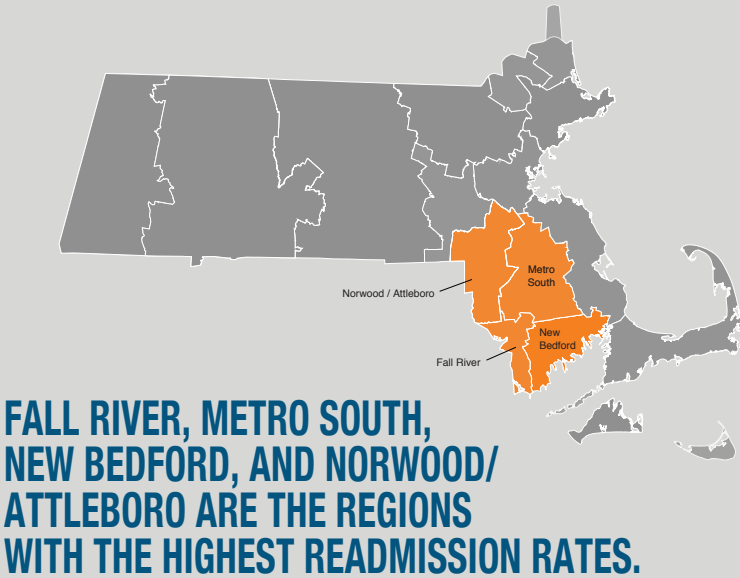 Metro
South
Norwood / Attleboro
New
Bedford
Fall River
FALL RIVER, METRO SOUTH,
NEW BEDFORD, AND NORWOOD/
ATTLEBORO ARE THE REGIONS
WITH THE HIGHEST READMISSION RATES.